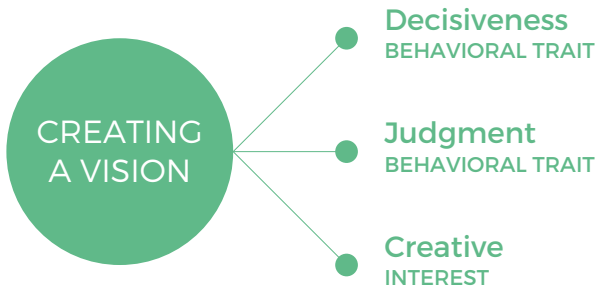 CREATING
A VISION
Decisiveness
BEHAVIORAL TRAIT
Judgment
BEHAVIORAL TRAIT
Creative
INTEREST